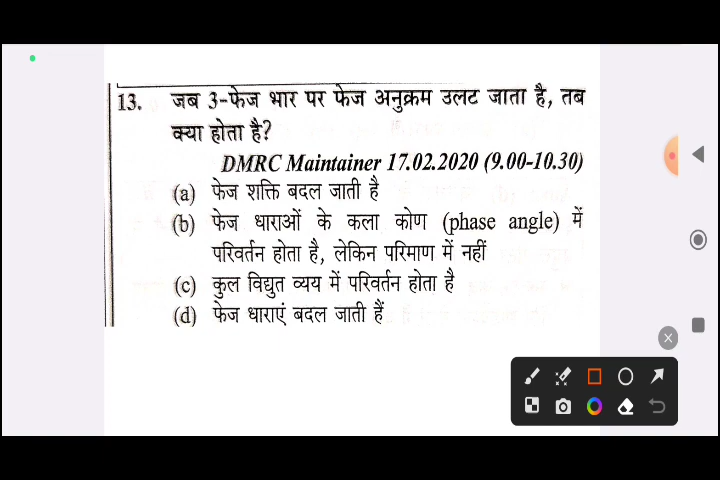 13. जब 3-फेज भार पर फेज अनुक्रम उलट जाता है, तब
क्या होता है?
DMRC Maintainer 17.02.2020 (9.00-10.30)
(a) फेज शक्ति बदल जाती है
(b) फेज धाराओं के कला कोण (phase angle) में
परिवर्तन होता है, लेकिन परिमाण में नहीं
(c) कुल विद्युत व्यय में परिवर्तन होता है
(d) फेज धाराएं बदल जाती हैं